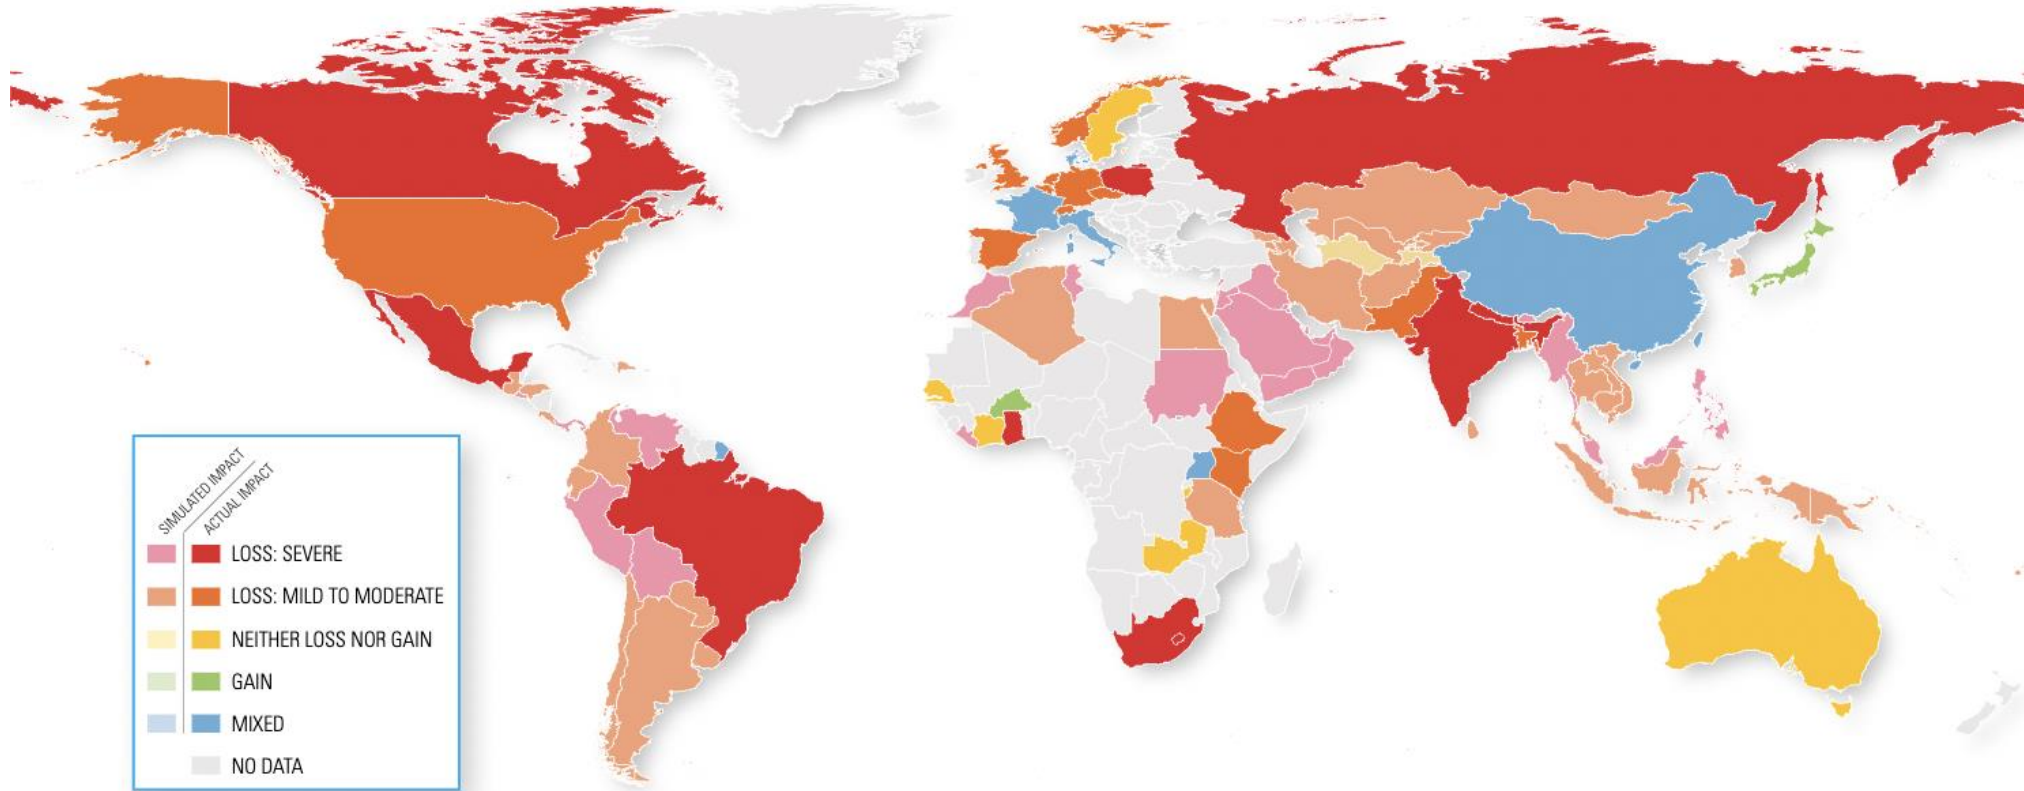 SIMULATED IMPACT
ACTUAL IMPACT
LOSS: SEVERE
LOSS: MILD TO MODERATE
NEITHER LOSS NOR GAIN
GAIN
MIXED
NO DATA